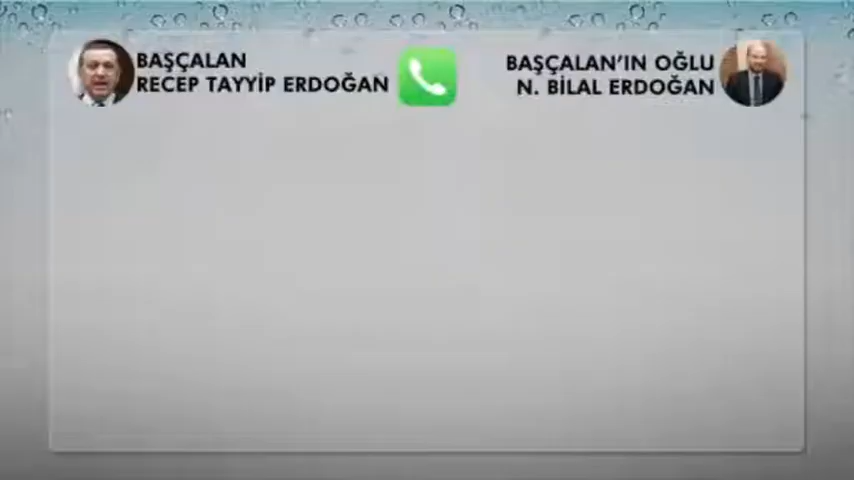 BAŞÇALAN
RECEP TAYYİP ERDOĞAN
BAŞÇALAN'IN OĞLU
N. BİLAL ERDOĞAN